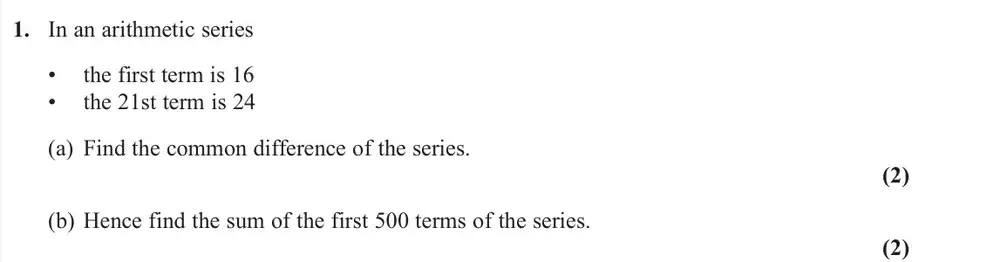 1. In an arithmetic series
• the first term is 16
• the 21st term is 24
(a) Find the common difference of the series.
(2)
(b) Hence find the sum of the first 500 terms of the series.
(2)